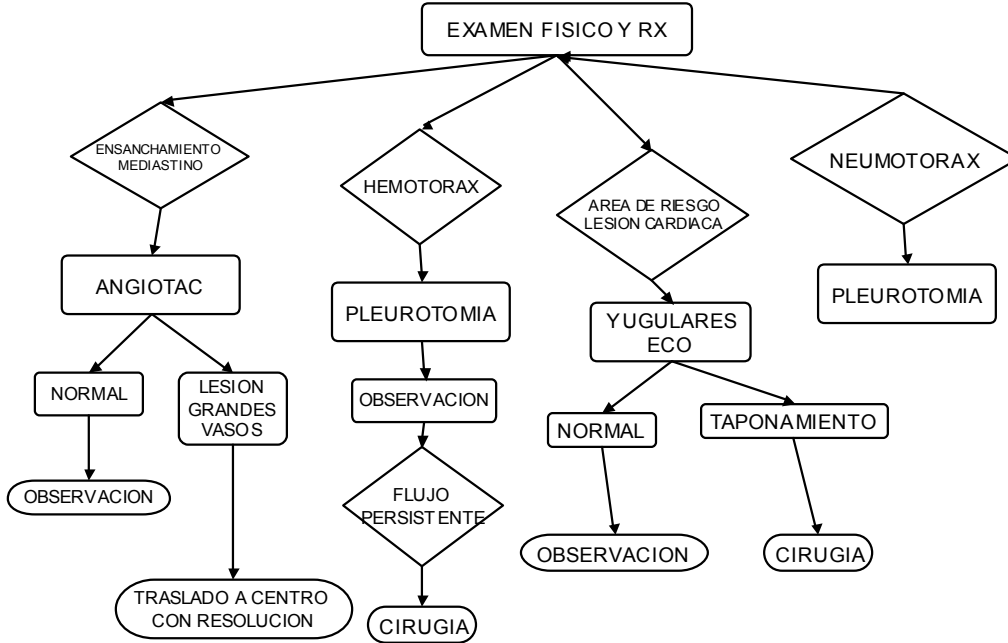 EXAMEN FISICO Y RX
ENSANCHAMIENTO
MEDIASTINO
HEMOTORAX
AREA DE RIESGO
LESION CARDIACA
NEUMOTORAX
ANGIOTAC
PLEUROTOMIA
YUGULARES
ECO
PLEUROTOMIA
NORMAL
LESION
GRANDES
VASOS
OBSERVACION
NORMAL
TAPONAMIENTO
OBSERVACION
FLUJO
PERSISTENTE
OBSERVACION
CIRUGIA
TRASLADO A CENTRO
CON RESOLUCION
CIRUGIA